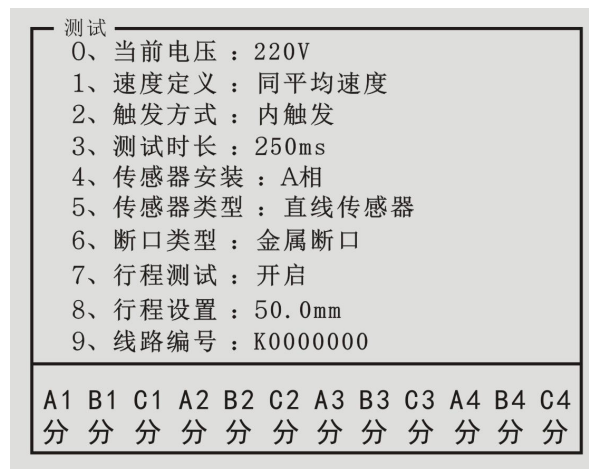 测试
0、当前电压：220V
1、速度定义：同平均速度
2、触发方式：内触发
3、测试时长：250ms
4、传感器安装：A相
5、传感器类型：直线传感器
6、断口类型：金属断口
7、行程测试：开启
8、行程设置：50.0mm
9、线路编号：K0000000
A1 B1 C1 A2 B2 C2 A3 B3 C3 A4 B4 C4
分 分 分 分 分 分 分 分 分 分 分 分